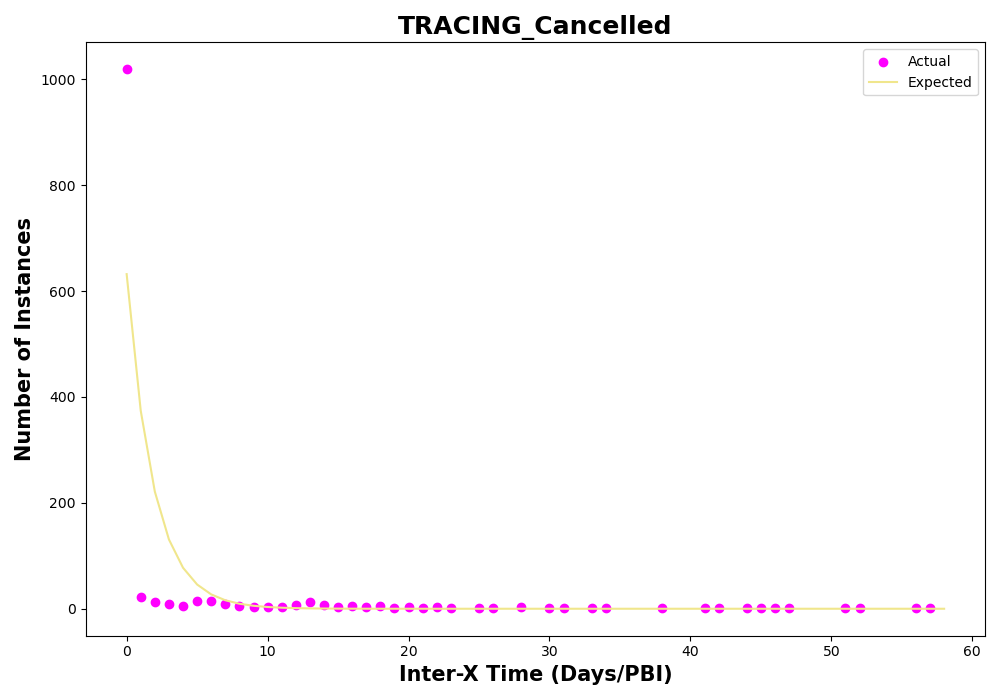 TRACING_Cancelled
Actual
Expected
Number of Instances
1000
800
600
400
200
0
0 10 20 30 40 50 60
Inter-X Time (Days/PBI)